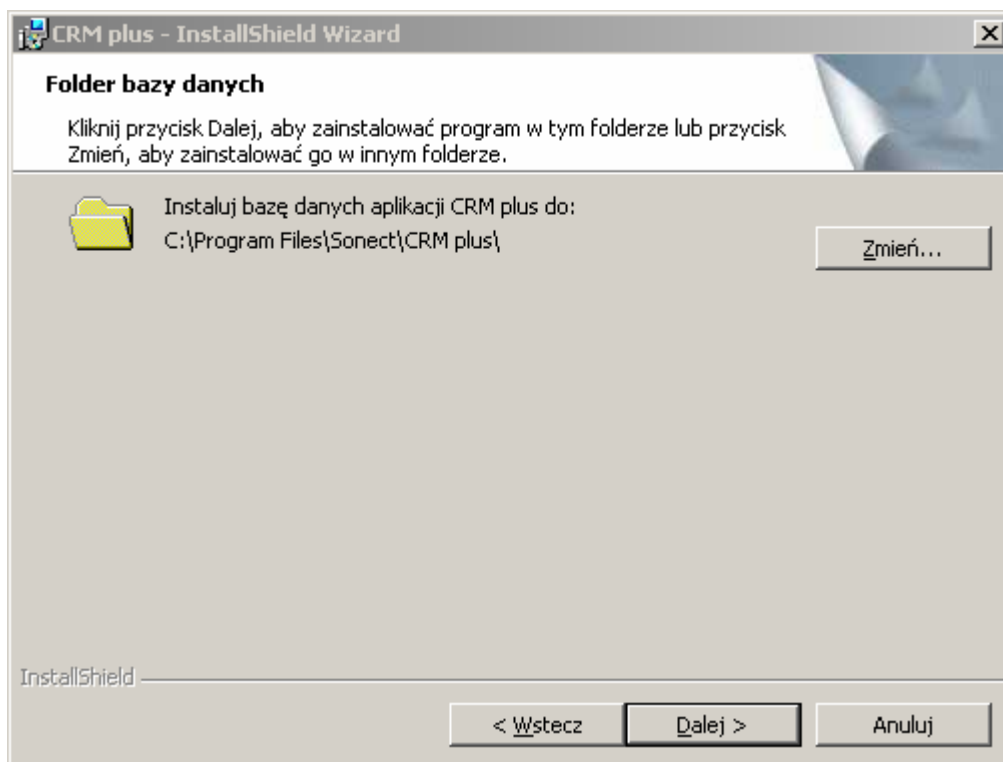 CRM plus - InstallShield Wizard
Folder bazy danych
Kliknij przycisk Dalej, aby zainstalować program w tym folderze lub przycisk
Zmień, aby zainstalować go w innym folderze.
Instaluj bazę danych aplikacji CRM plus do:
C:\Program Files\Sonect\CRM plus\
Zmień...
InstallShield
< Wstecz
Dalej >
Anuluj